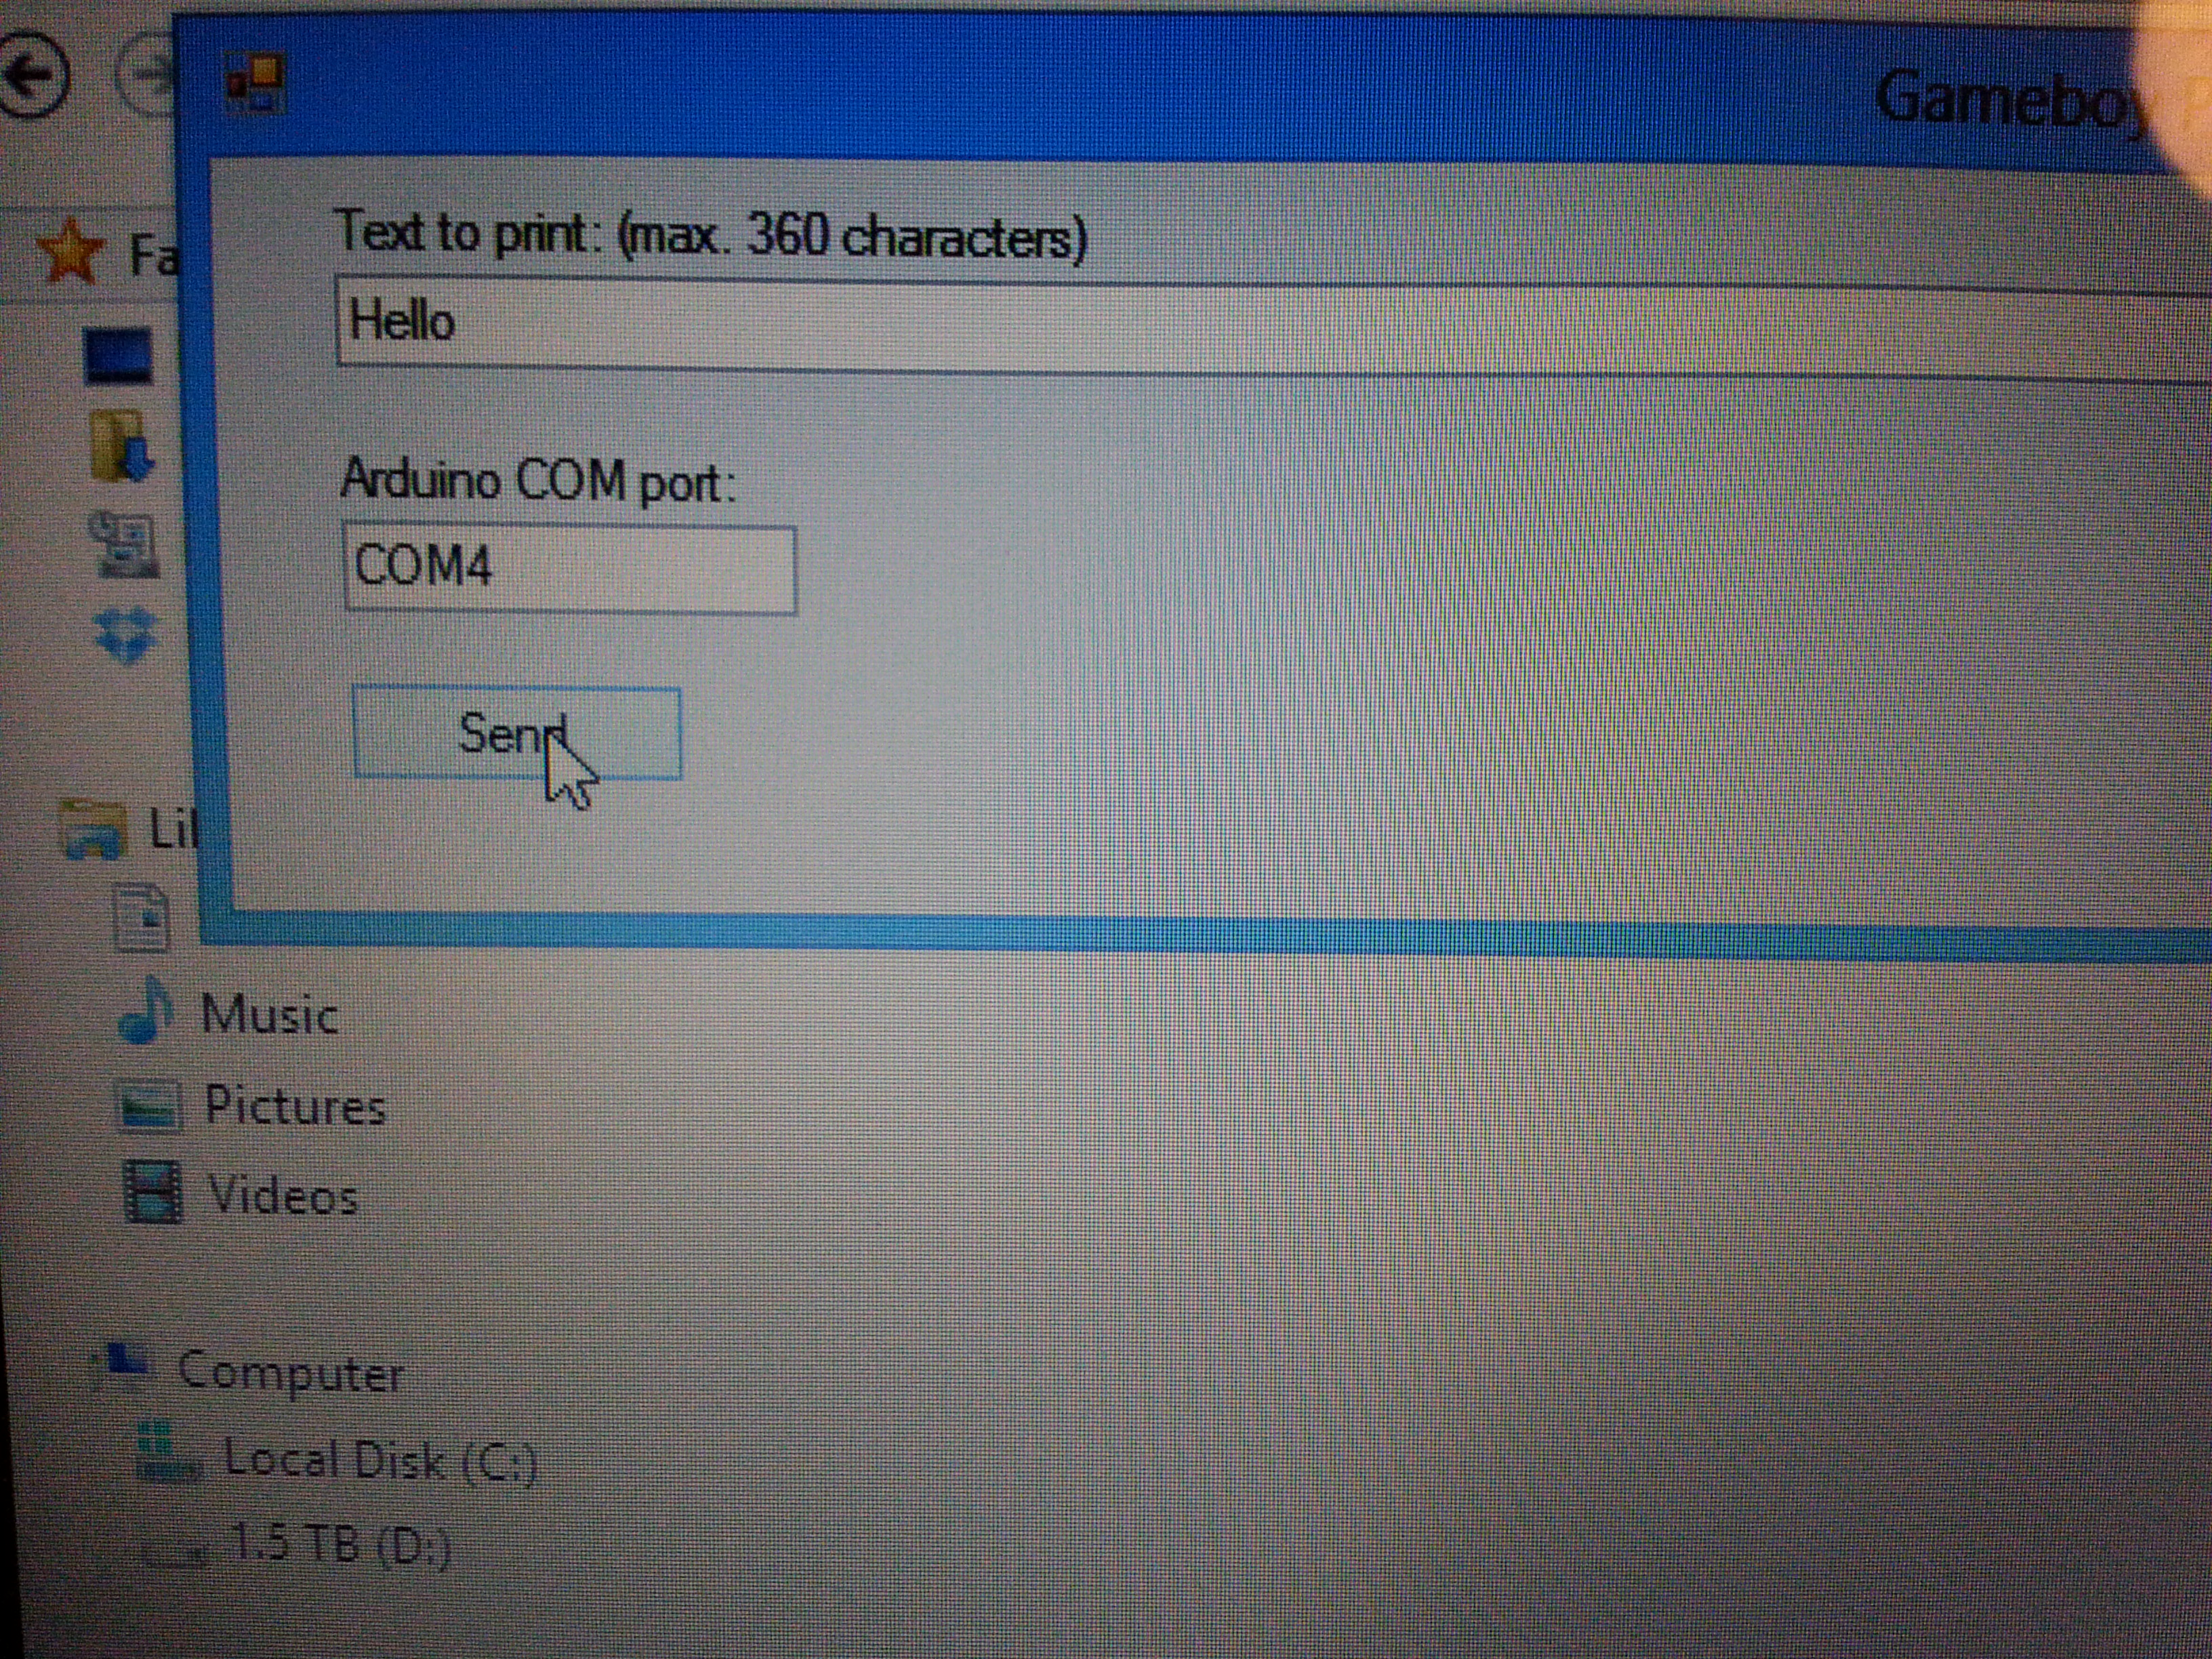 Gameboy
Text to print: (max. 360 characters)
Hello
Arduino COM port:
COM4
Send
Fa
Music
Pictures
Videos
Computer
Local Disk (C:)
1.5 TB (D:)